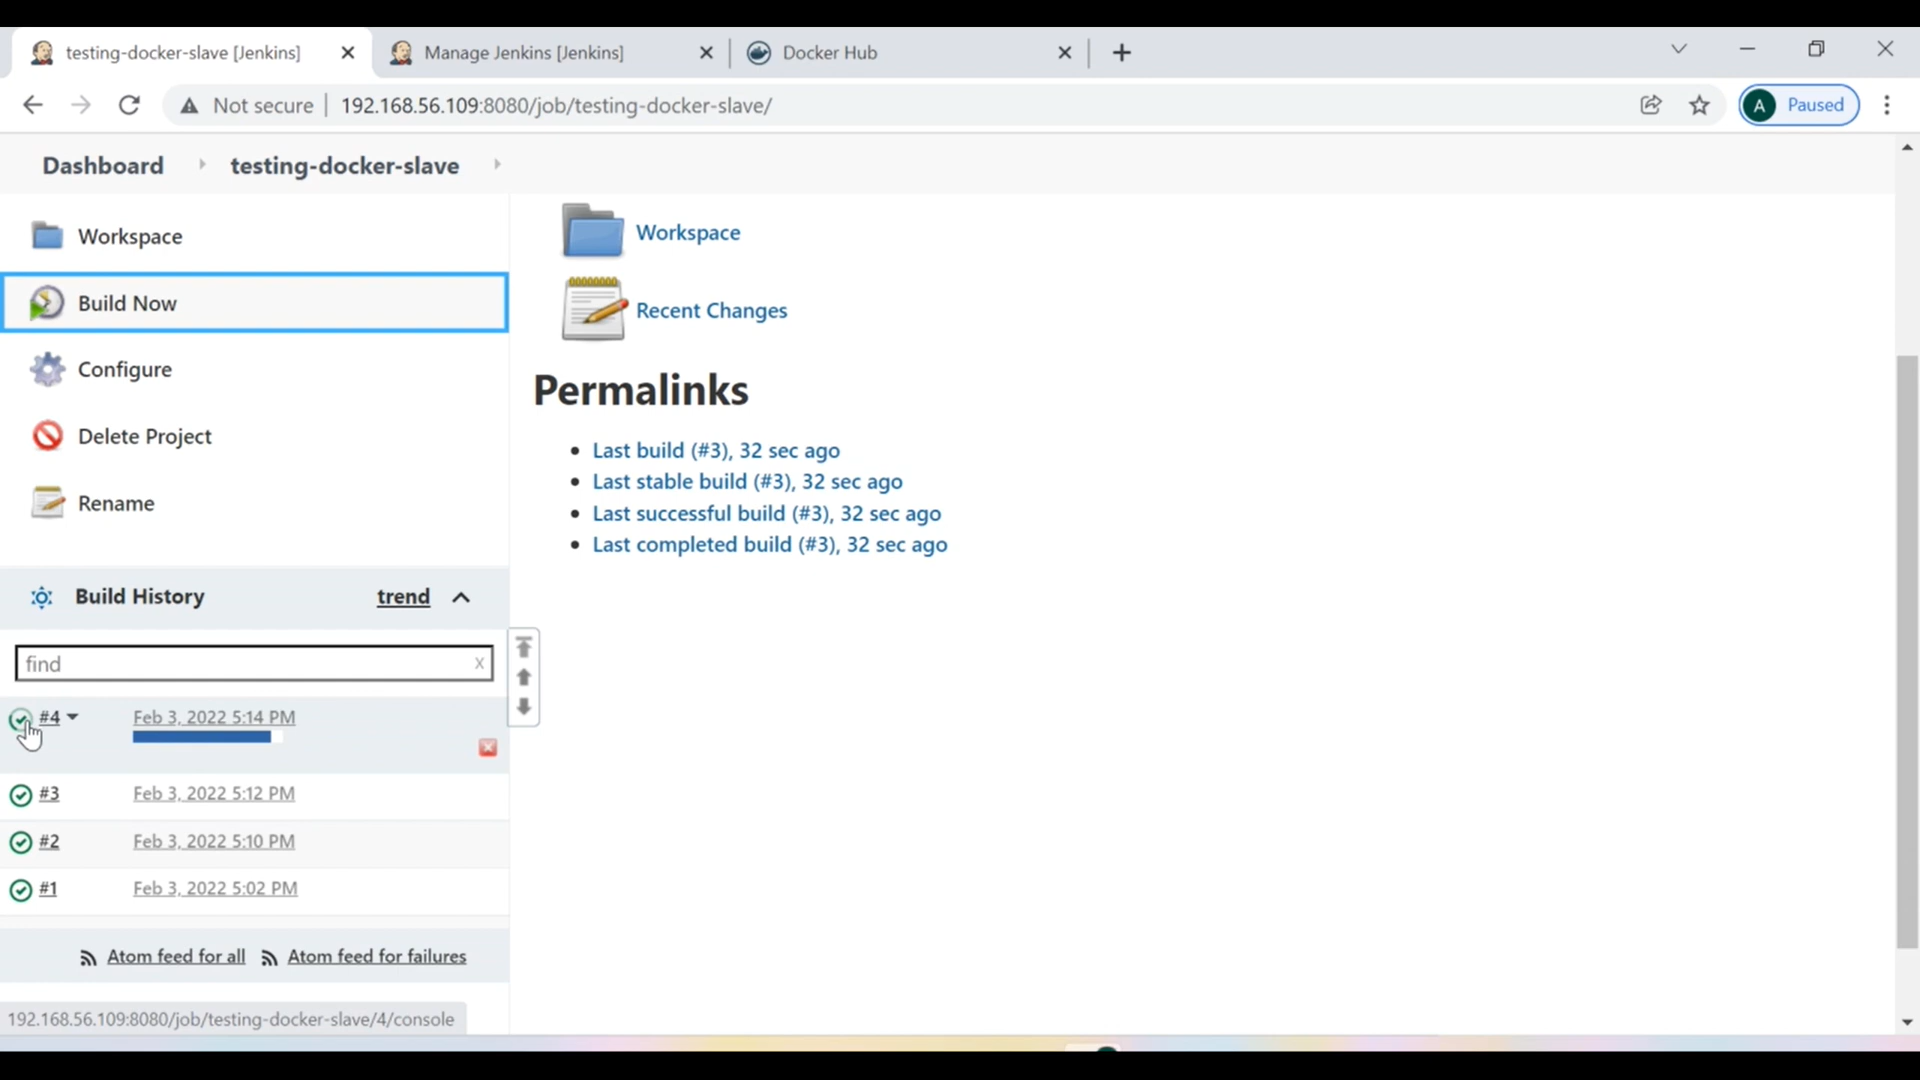 testing-docker-slave [Jenkins]
Manage Jenkins [Jenkins]
Docker Hub
Not secure
192.168.56.109:8080/job/testing-docker-slave/
A
Paused
Dashboard
testing-docker-slave
Workspace
Build Now
Configure
Delete Project
Rename
Build History
trend
find
x
#4
Feb 3, 2022 5:14 PM
#3
Feb 3, 2022 5:12 PM
#2
Feb 3, 2022 5:10 PM
#1
Feb 3, 2022 5:02 PM
Atom feed for all
Atom feed for failures
192.168.56.109:8080/job/testing-docker-slave/4/console
Workspace
Recent Changes
Permalinks
Last build (#3), 32 sec ago
Last stable build (#3), 32 sec ago
Last successful build (#3), 32 sec ago
Last completed build (#3), 32 sec ago